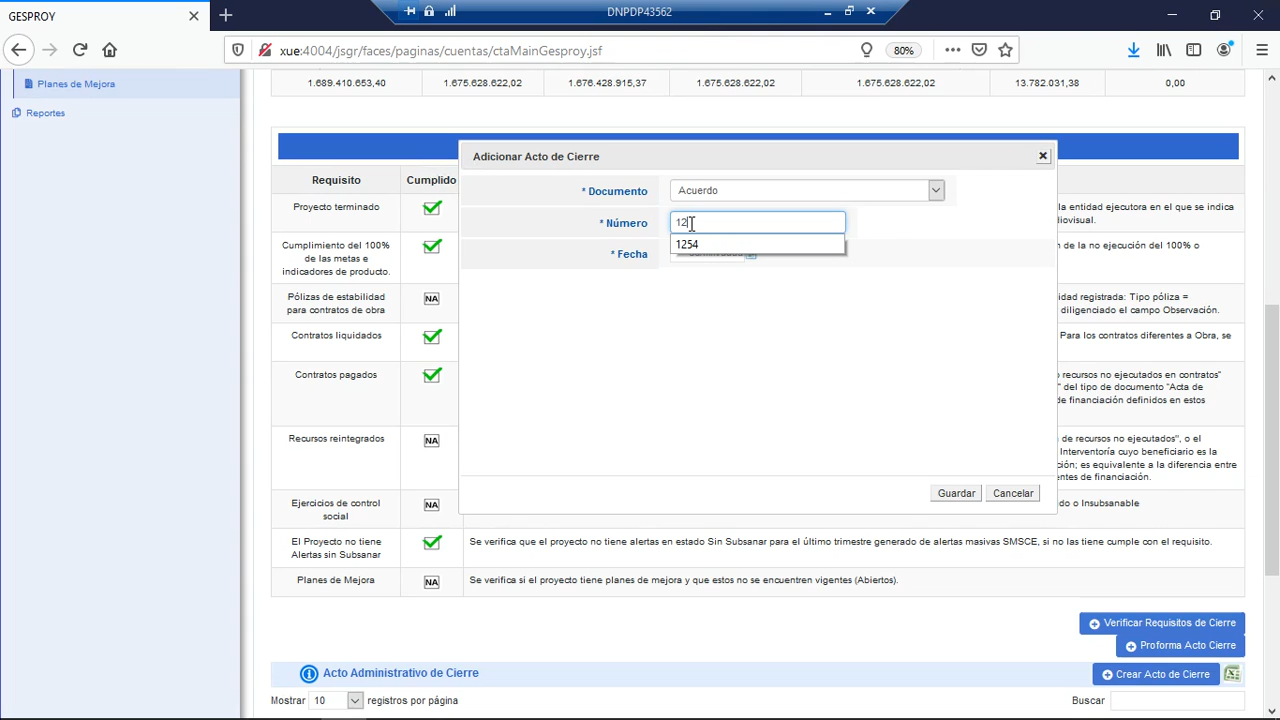 GESPROY
DNPDP43562
xue:4004/jsgr/faces/paginas/cuentas/ctaMainGesproy.jsf
80%
Planes de Mejora
Reportes
1.689.410.653,40 1.675.628.622,02 1.676.428.915,37 1.675.628.622,02 1.675.628.622,02 13.782.031,38 0,00
Adicionar Acto de Cierre
* Documento Acuerdo
* Número 12
1254
* Fecha
Guardar Cancelar
Requisito Cumplido
Proyecto terminado
la entidad ejecutora en el que se indica
diovisual.
Cumplimiento del 100%
de las metas e
indicadores de producto.
n de la no ejecución del 100% o
Pólizas de estabilidad
para contratos de obra
NA
idad registrada: Tipo póliza =
diligenciado el campo Observación.
Contratos liquidados
Para los contratos diferentes a Obra, se
Contratos pagados
o recursos no ejecutados en contratos"
" del tipo de documento "Acta de
de financiación definidos en estos
Recursos reintegrados
NA
e de recursos no ejecutados", o el
Interventoría cuyo beneficiario es la
ación; es equivalente a la diferencia entre
entes de financiación.
Ejercicios de control
social
NA
do o Insubsanable
El Proyecto no tiene
Alertas sin Subsanar
Se verifica que el proyecto no tiene alertas en estado Sin Subsanar para el último trimestre generado de alertas masivas SMSCE, si no las tiene cumple con el requisito.
Planes de Mejora
NA
Se verifica si el proyecto tiene planes de mejora y que estos no se encuentren vigentes (Abiertos).
Verificar Requisitos de Cierre
Proforma Acto Cierre
Acto Administrativo de Cierre
Crear Acto de Cierre
Mostrar 10 registros por página
Buscar